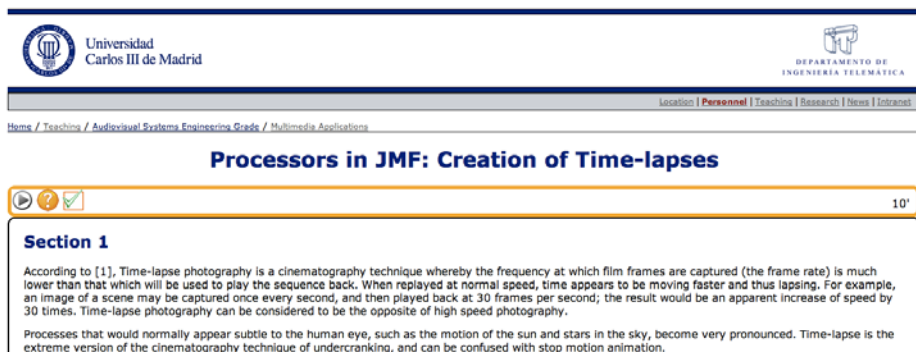 Universidad
Carlos III de Madrid
DEPARTAMENTO DE
INGENIERÍA TELEMÁTICA
Location | Personnel | Teaching | Research | News | Intranet
Home / Teaching / Audiovisual Systems Engineering Grade / Multimedia Applications
Processors in JMF: Creation of Time-lapses
10'
Section 1
According to [1], Time-lapse photography is a cinematography technique whereby the frequency at which film frames are captured (the frame rate) is much
lower than that which will be used to play the sequence back. When replayed at normal speed, time appears to be moving faster and thus lapsing. For example,
an image of a scene may be captured once every second, and then played back at 30 frames per second; the result would be an apparent increase of speed by
30 times. Time-lapse photography can be considered to be the opposite of high speed photography.
Processes that would normally appear subtle to the human eye, such as the motion of the sun and stars in the sky, become very pronounced. Time-lapse is the
extreme version of the cinematography technique of undercranking, and can be confused with stop motion animation.